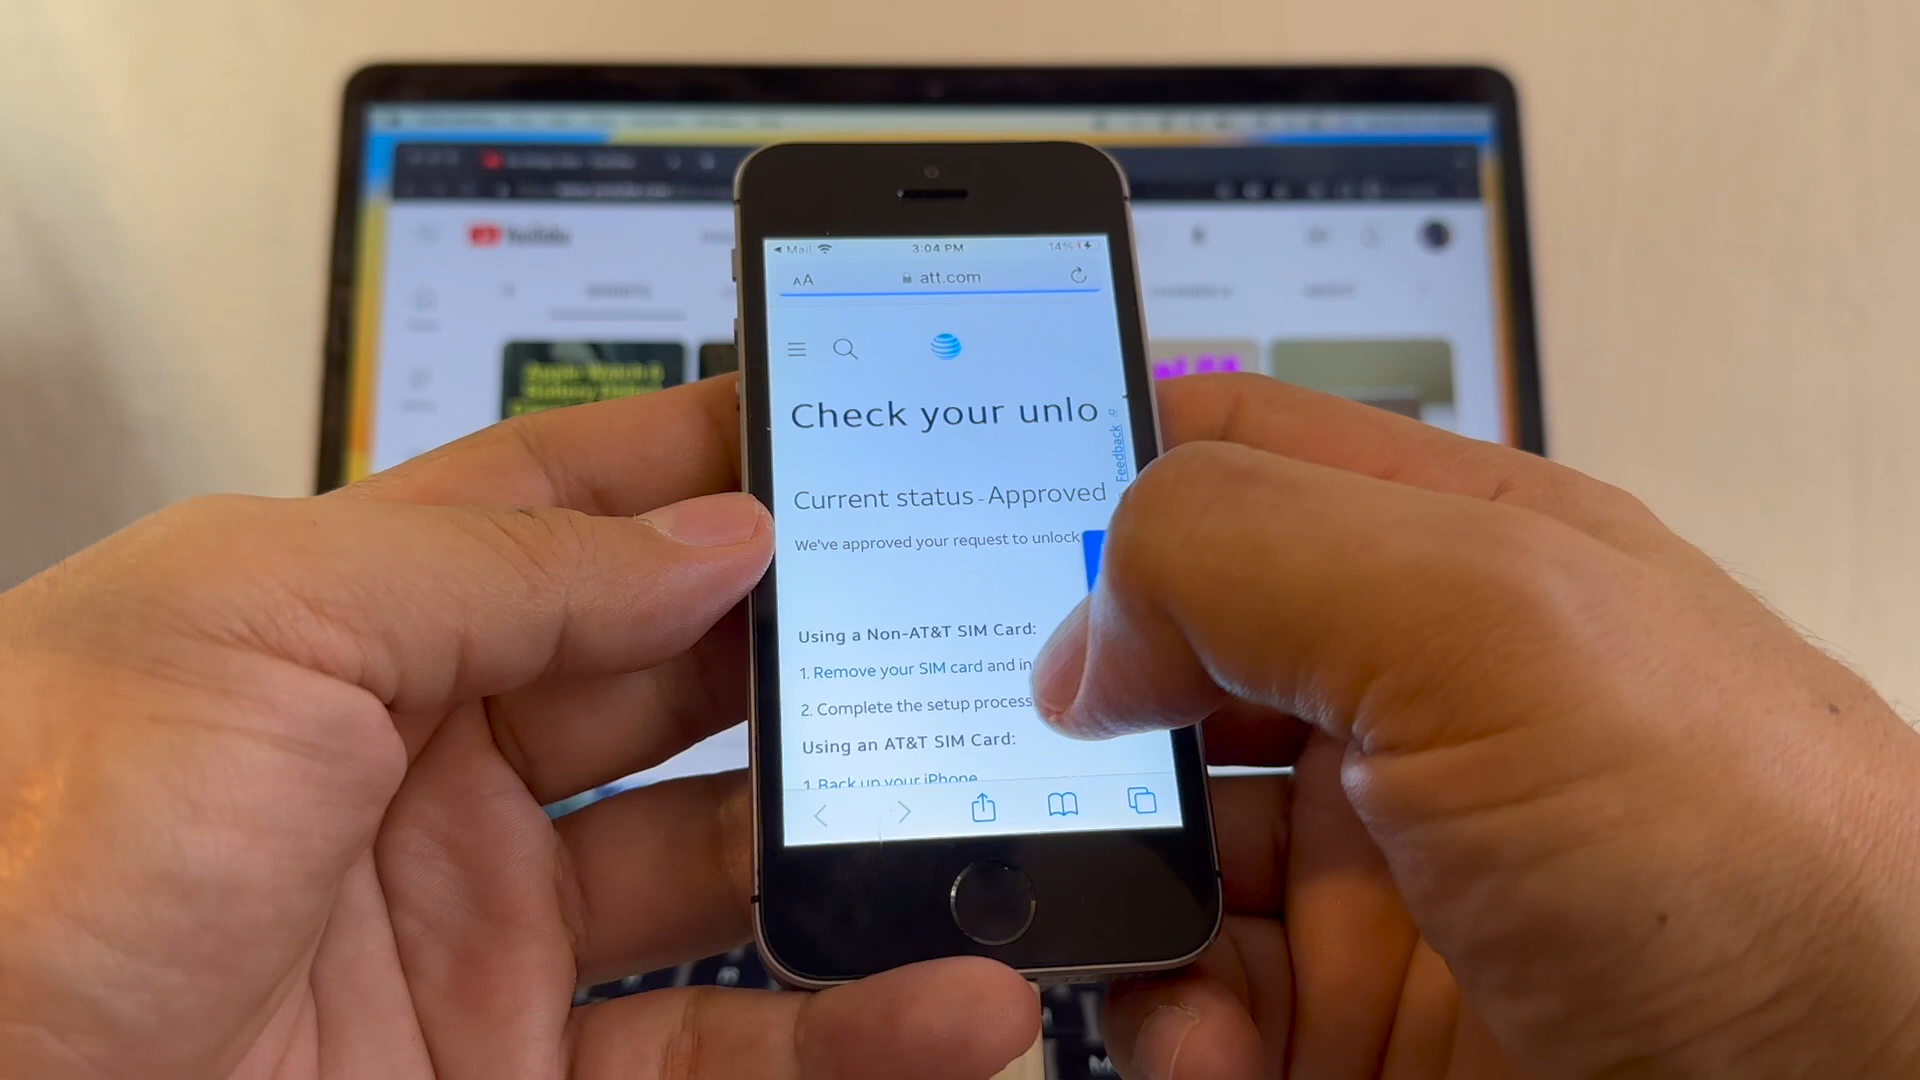 YouTube
Mail
3:04 PM
14%
AA
att.com
Check your unlo
Feedback
Current status - Approved
We've approved your request to unlock
Using a Non-AT&T SIM Card:
1. Remove your SIM card and in
2. Complete the setup process
Using an AT&T SIM Card:
1. Back up your iPhone